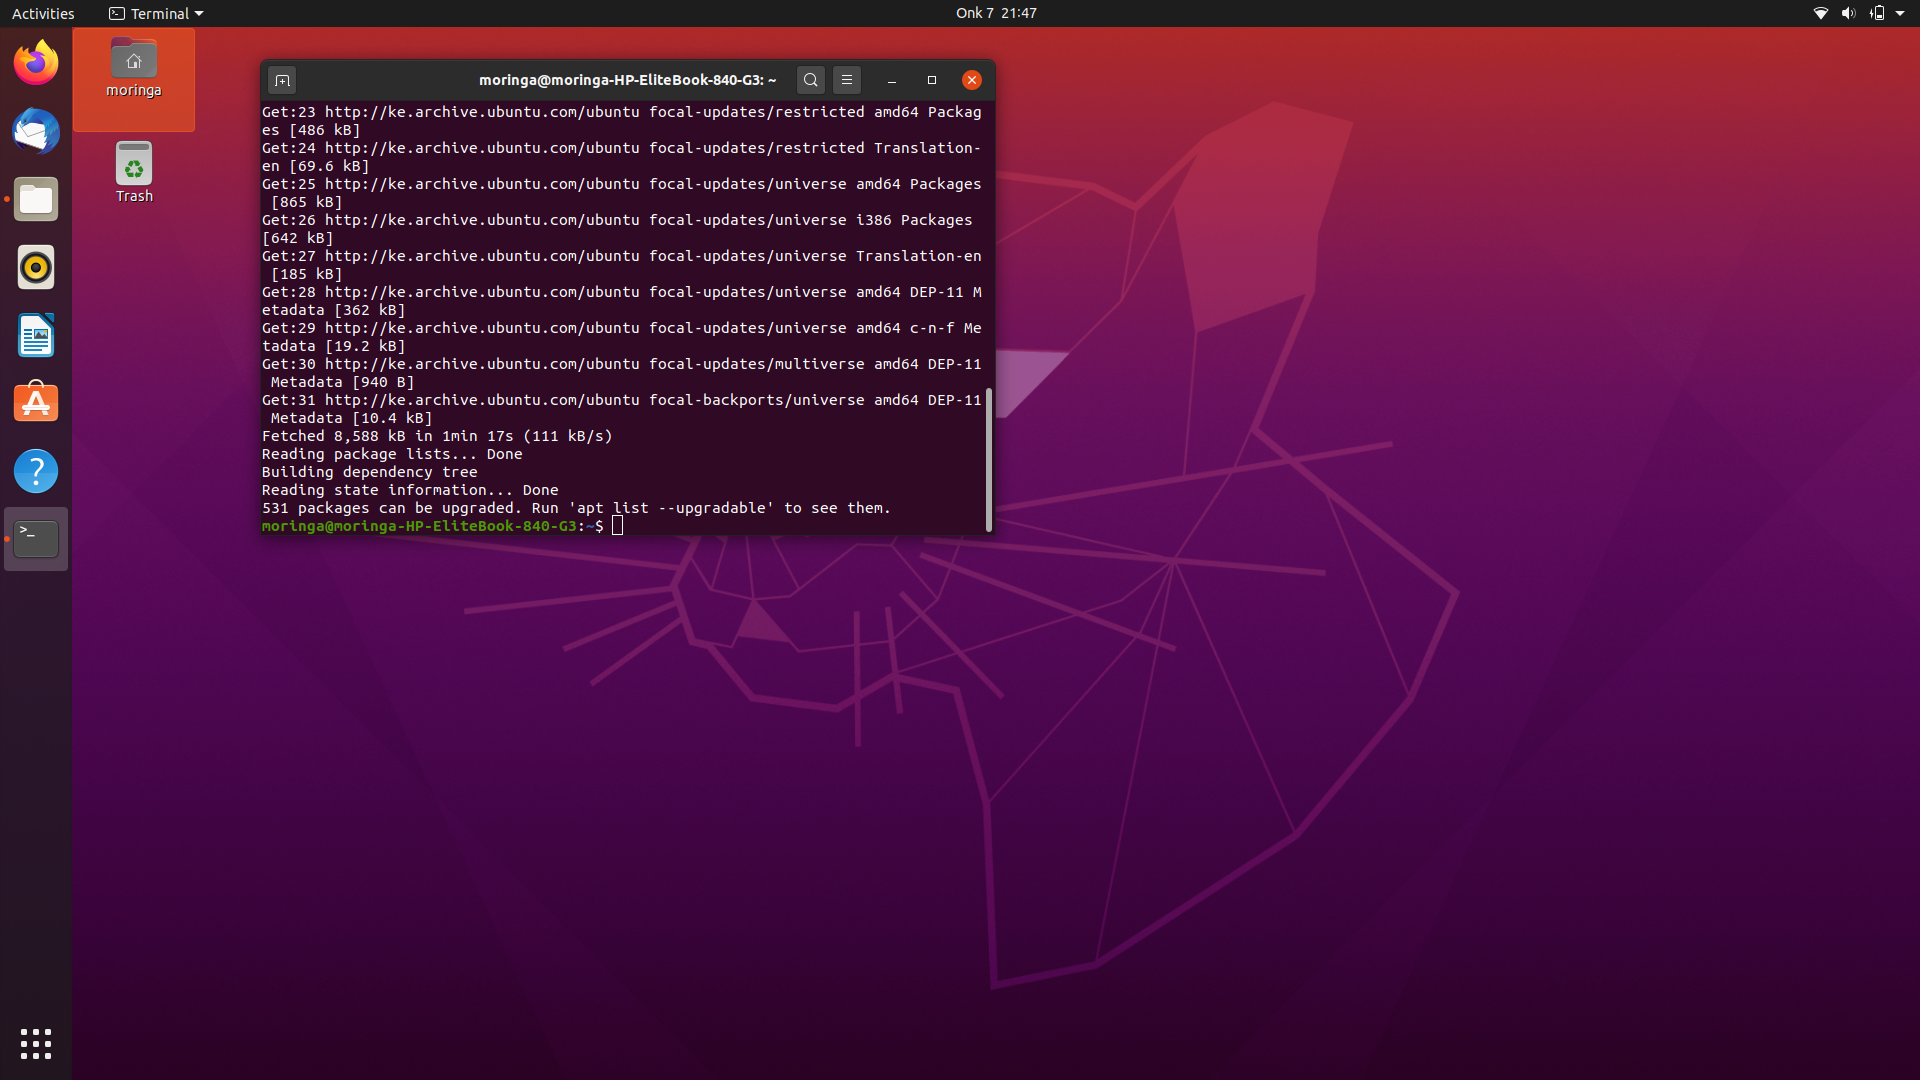 Activities
Terminal
Onk 7 21:47
moringa
Trash
moringa@moringa-HP-EliteBook-840-G3: ~
Get:23 http://ke.archive.ubuntu.com/ubuntu focal-updates/restricted amd64 Packag
es [486 kB]
Get:24 http://ke.archive.ubuntu.com/ubuntu focal-updates/restricted Translation-
en [69.6 kB]
Get:25 http://ke.archive.ubuntu.com/ubuntu focal-updates/universe amd64 Packages
 [865 kB]
Get:26 http://ke.archive.ubuntu.com/ubuntu focal-updates/universe i386 Packages
[642 kB]
Get:27 http://ke.archive.ubuntu.com/ubuntu focal-updates/universe Translation-en
 [185 kB]
Get:28 http://ke.archive.ubuntu.com/ubuntu focal-updates/universe amd64 DEP-11 M
etadata [362 kB]
Get:29 http://ke.archive.ubuntu.com/ubuntu focal-updates/universe amd64 c-n-f Me
tadata [19.2 kB]
Get:30 http://ke.archive.ubuntu.com/ubuntu focal-updates/multiverse amd64 DEP-11
 Metadata [940 B]
Get:31 http://ke.archive.ubuntu.com/ubuntu focal-backports/universe amd64 DEP-11
 Metadata [10.4 kB]
Fetched 8,588 kB in 1min 17s (111 kB/s)
Reading package lists... Done
Building dependency tree
Reading state information... Done
531 packages can be upgraded. Run 'apt list --upgradable' to see them.
moringa@moringa-HP-EliteBook-840-G3:~$